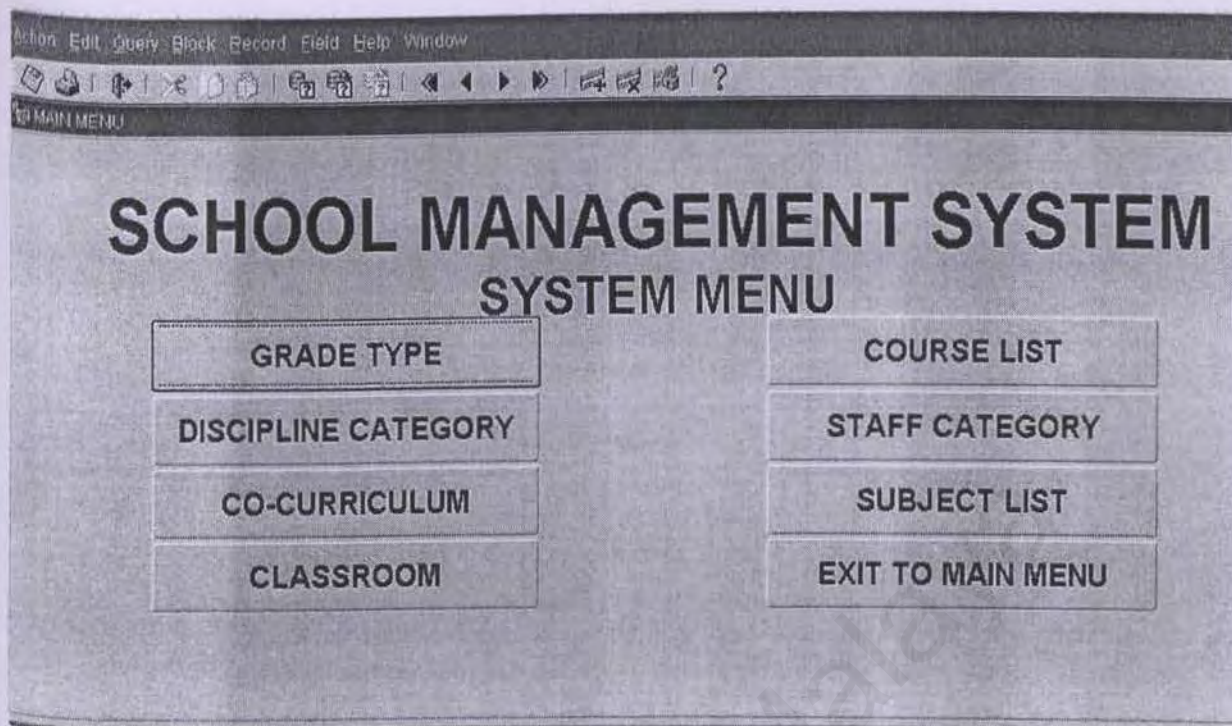 Action Edit Query Block Record Field Help Window
?
MAIN MENU
SCHOOL MANAGEMENT SYSTEM
SYSTEM MENU
GRADE TYPE
COURSE LIST
DISCIPLINE CATEGORY
STAFF CATEGORY
CO-CURRICULUM
SUBJECT LIST
CLASSROOM
EXIT TO MAIN MENU